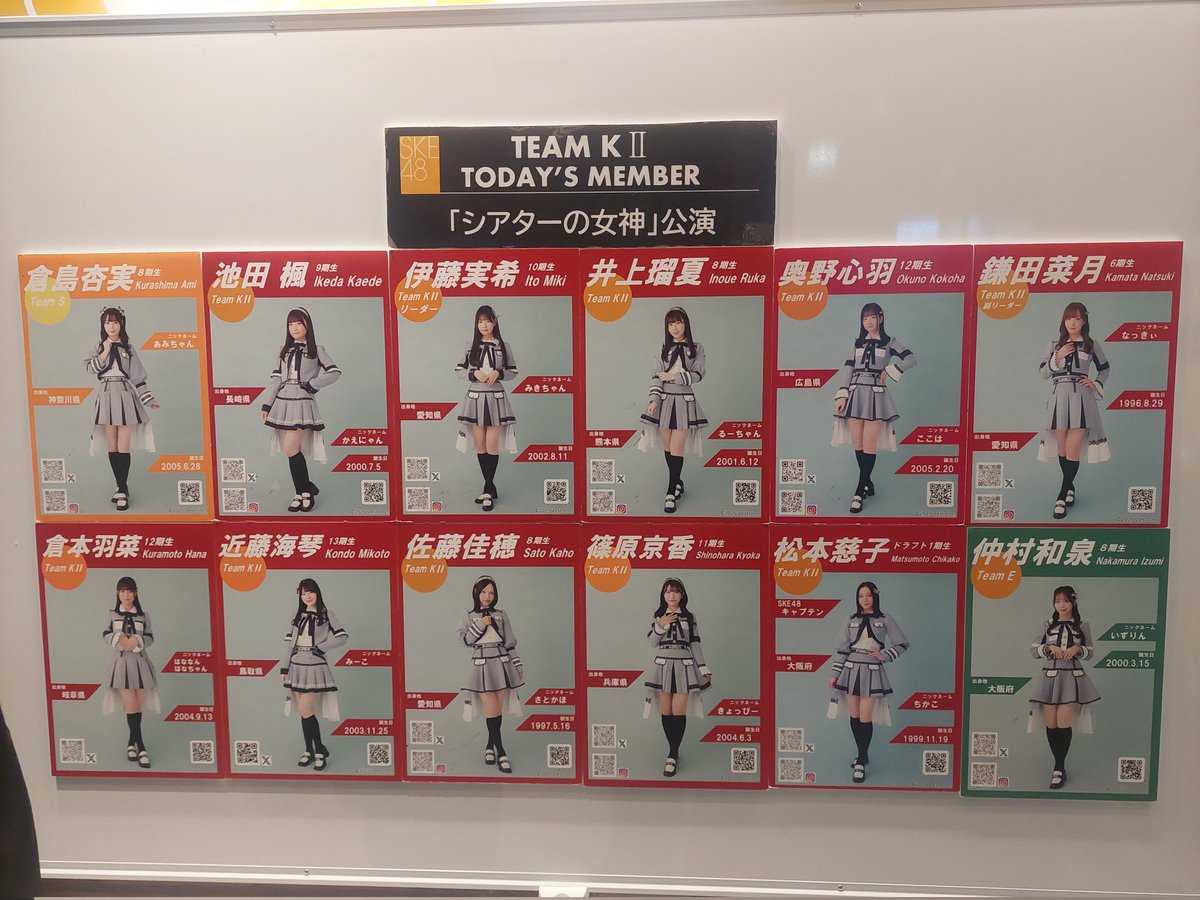 SKE
48
TEAM KⅡ
TODAY'S MEMBER
「シアターの女神」公演
倉島杏実 8期生
Kurashima Ami
Team S
ニックネーム
あみちゃん
出身地
神奈川県
誕生日
2005.6.28
池田 楓 9期生
Ikeda Kaede
Team KⅡ
出身地
長崎県
ニックネーム
かえにゃん
誕生日
2000.7.5
伊藤実希 10期生
Ito Miki
Team KⅡ
リーダー
ニックネーム
みきちゃん
出身地
愛知県
誕生日
2002.8.11
井上瑠夏 8期生
Inoue Ruka
Team KⅡ
ニックネーム
るーちゃん
出身地
熊本県
誕生日
2001.6.12
奥野心羽 12期生
Okuno Kokoha
Team KⅡ
出身地
広島県
ニックネーム
ここは
誕生日
2005.2.20
鎌田菜月 6期生
Kamata Natsuki
Team KⅡ
副リーダー
ニックネーム
なっきぃ
誕生日
1996.8.29
出身地
愛知県
倉本羽菜 12期生
Kuramoto Hana
Team KⅡ
ニックネーム
はななん
はなちゃん
出身地
岐阜県
誕生日
2004.9.13
近藤海琴 13期生
Kondo Mikoto
Team KⅡ
ニックネーム
みーこ
出身地
鳥取県
誕生日
2003.11.25
佐藤佳穂 8期生
Sato Kaho
Team KⅡ
ニックネーム
さとかほ
出身地
愛知県
誕生日
1997.5.16
篠原京香 11期生
Shinohara Kyoka
Team KⅡ
出身地
兵庫県
ニックネーム
きょっぴー
誕生日
2004.6.3
松本慈子 ドラフト1期生
Matsumoto Chikako
Team KⅡ
SKE48
キャプテン
出身地
大阪府
ニックネーム
ちかこ
誕生日
1999.11.19
仲村和泉 8期生
Nakamura Izumi
Team E
ニックネーム
いずりん
誕生日
2000.3.15
出身地
大阪府